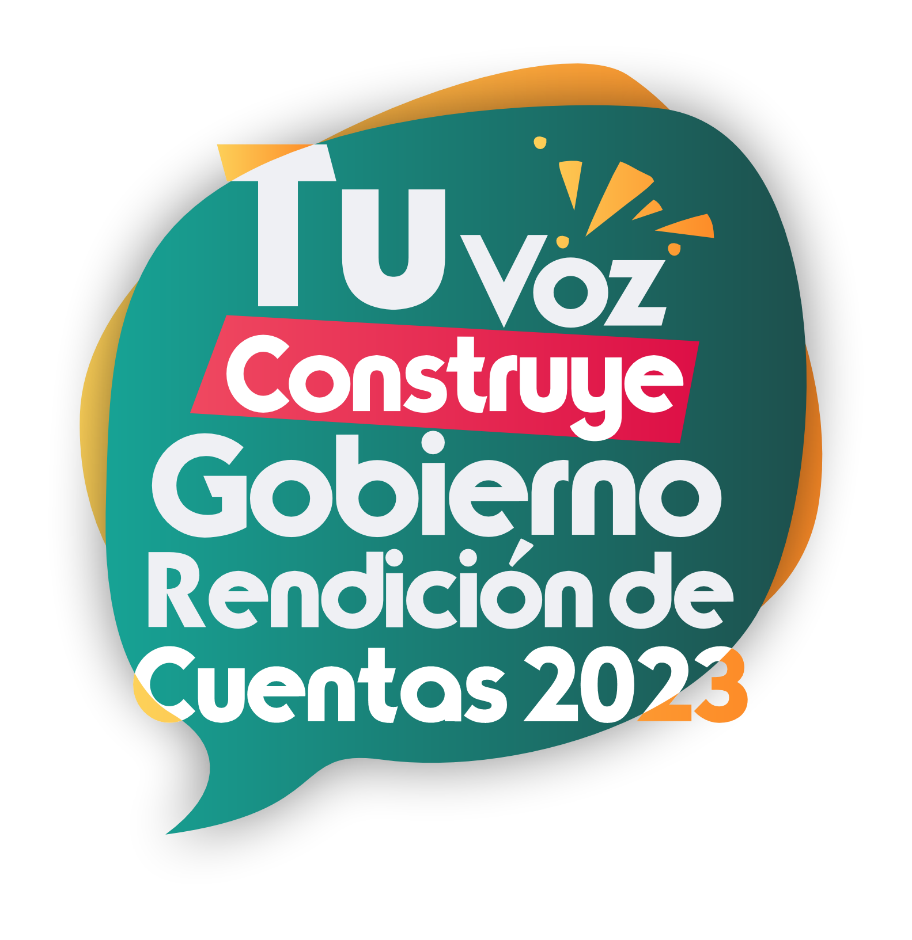 Tu Voz
Construye
Gobierno
Rendición de
Cuentas 2023